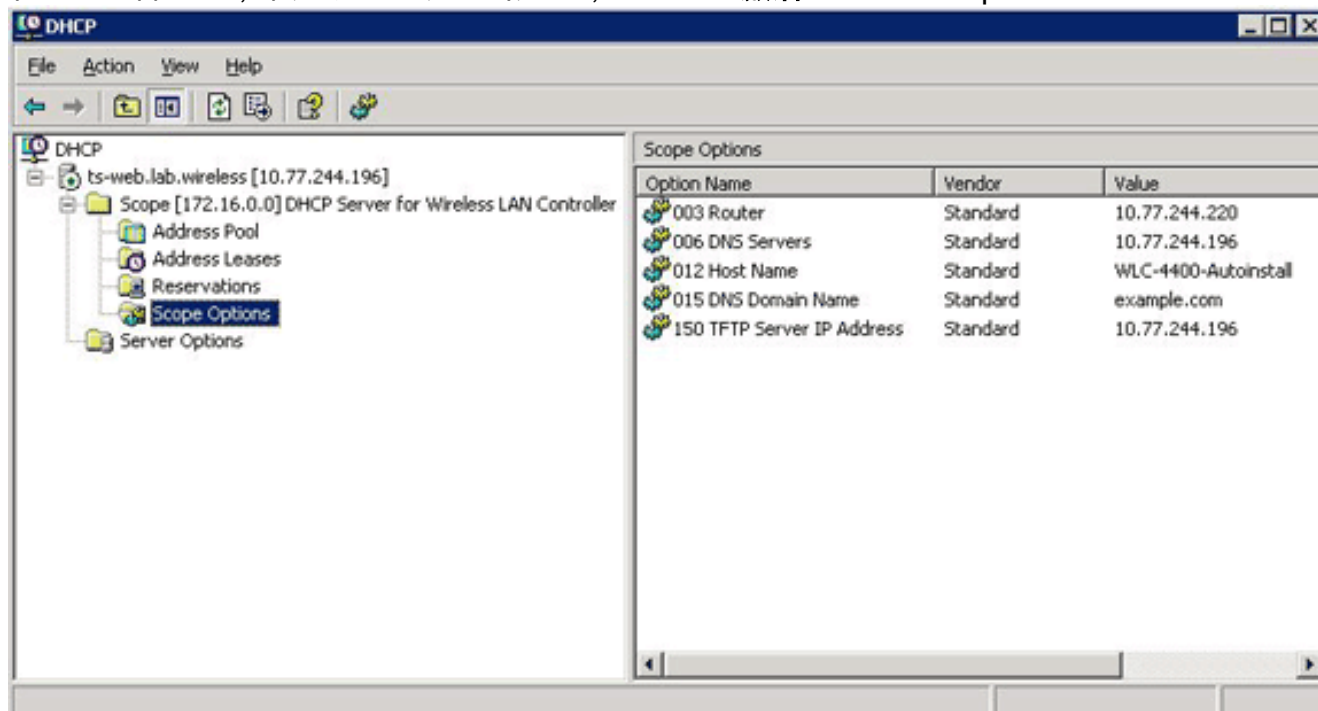 DHCP
File Action View Help
DHCP
ts-web.lab.wireless [10.77.244.196]
Scope [172.16.0.0] DHCP Server for Wireless LAN Controller
Address Pool
Address Leases
Reservations
Scope Options
Server Options
Scope Options
Option Name Vendor Value
003 Router Standard 10.77.244.220
006 DNS Servers Standard 10.77.244.196
012 Host Name Standard WLC-4400-Autoinstall
015 DNS Domain Name Standard example.com
150 TFTP Server IP Address Standard 10.77.244.196